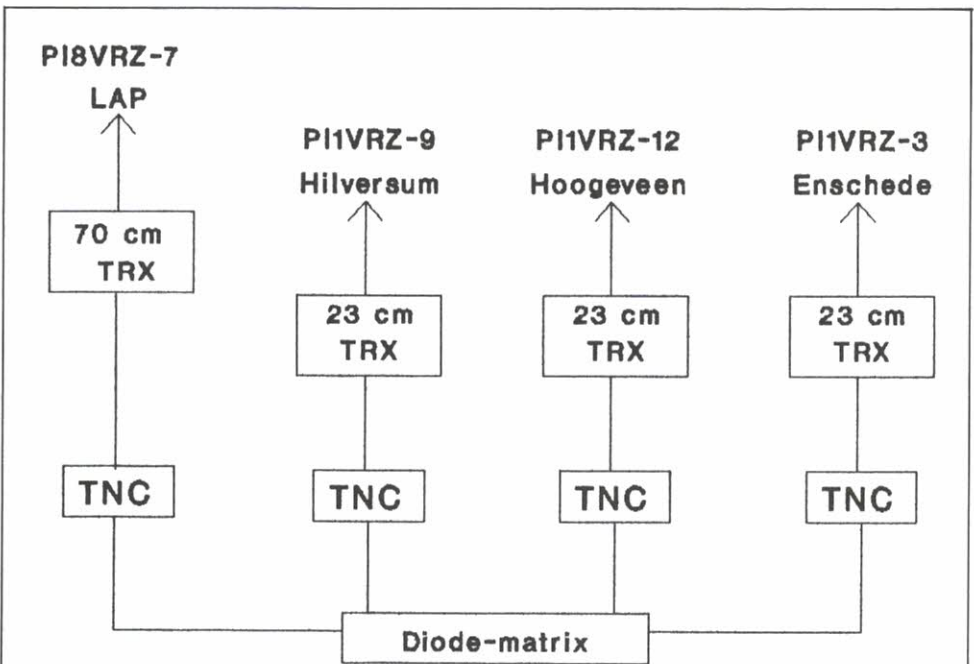 PI8VRZ-7
LAP
PI1VRZ-9
Hilversum
PI1VRZ-12
Hoogeveen
PI1VRZ-3
Enschede
70 cm
TRX
23 cm
TRX
23 cm
TRX
23 cm
TRX
TNC
TNC
TNC
TNC
Diode-matrix